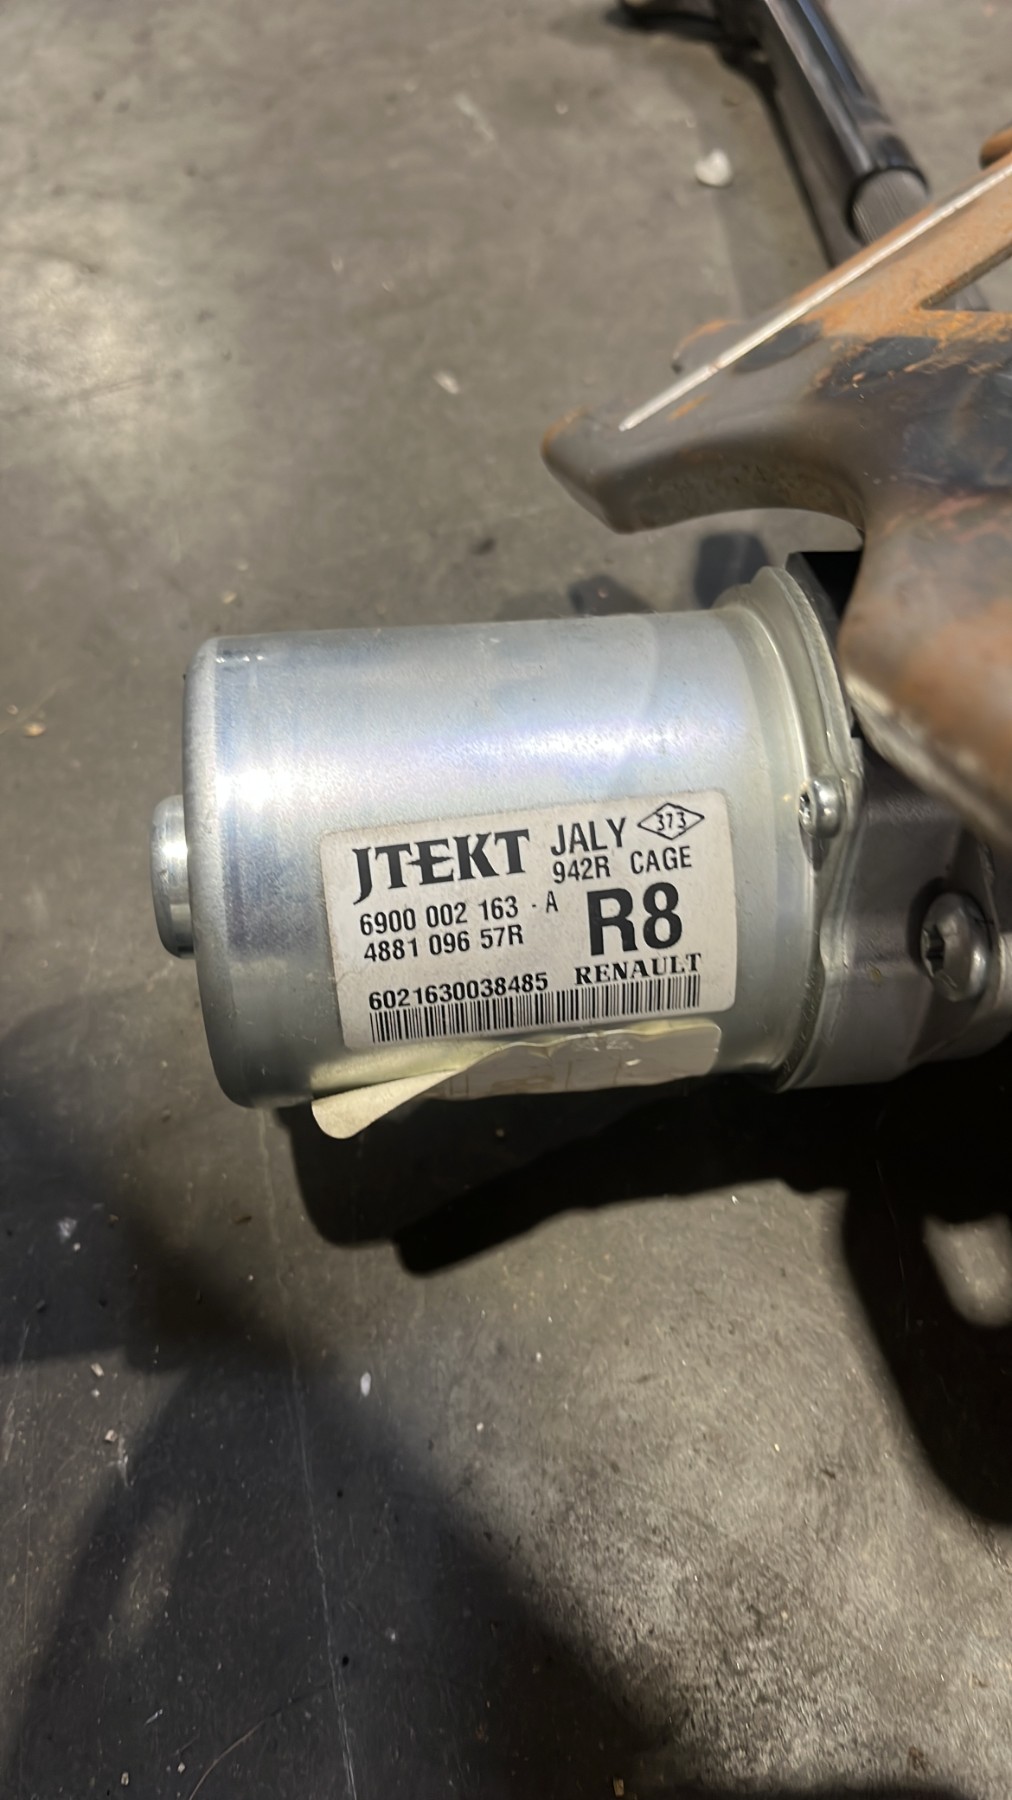 JTEKT JALY 373
942R CAGE
6900 002 163 - A
4881 096 57R
R8
6021630038485 RENAULT